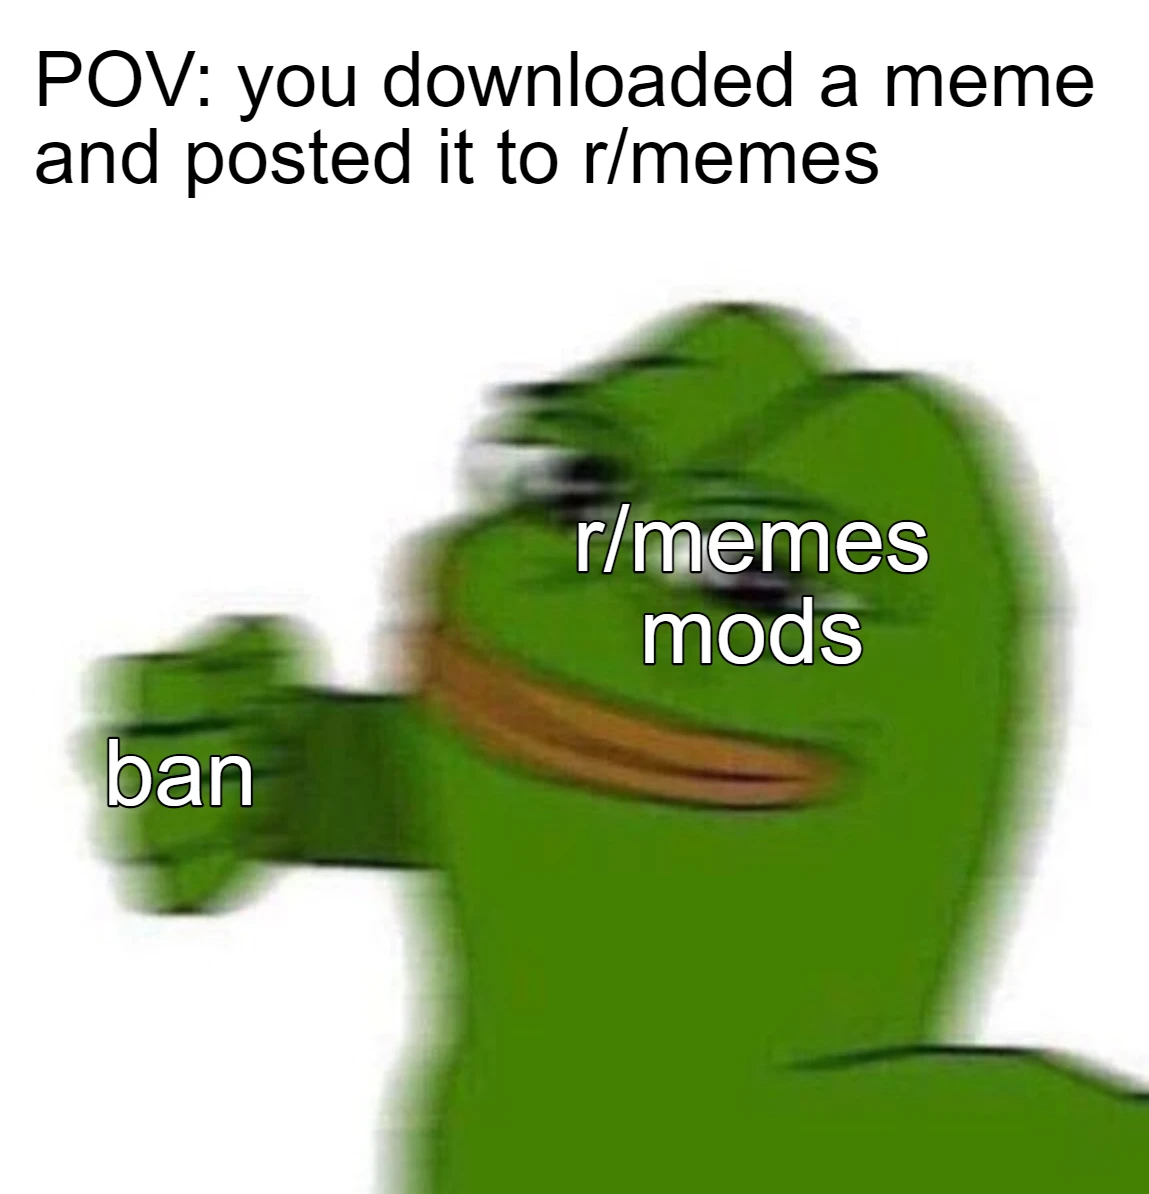 POV: you downloaded a meme
and posted it to r/memes
r/memes
mods
ban